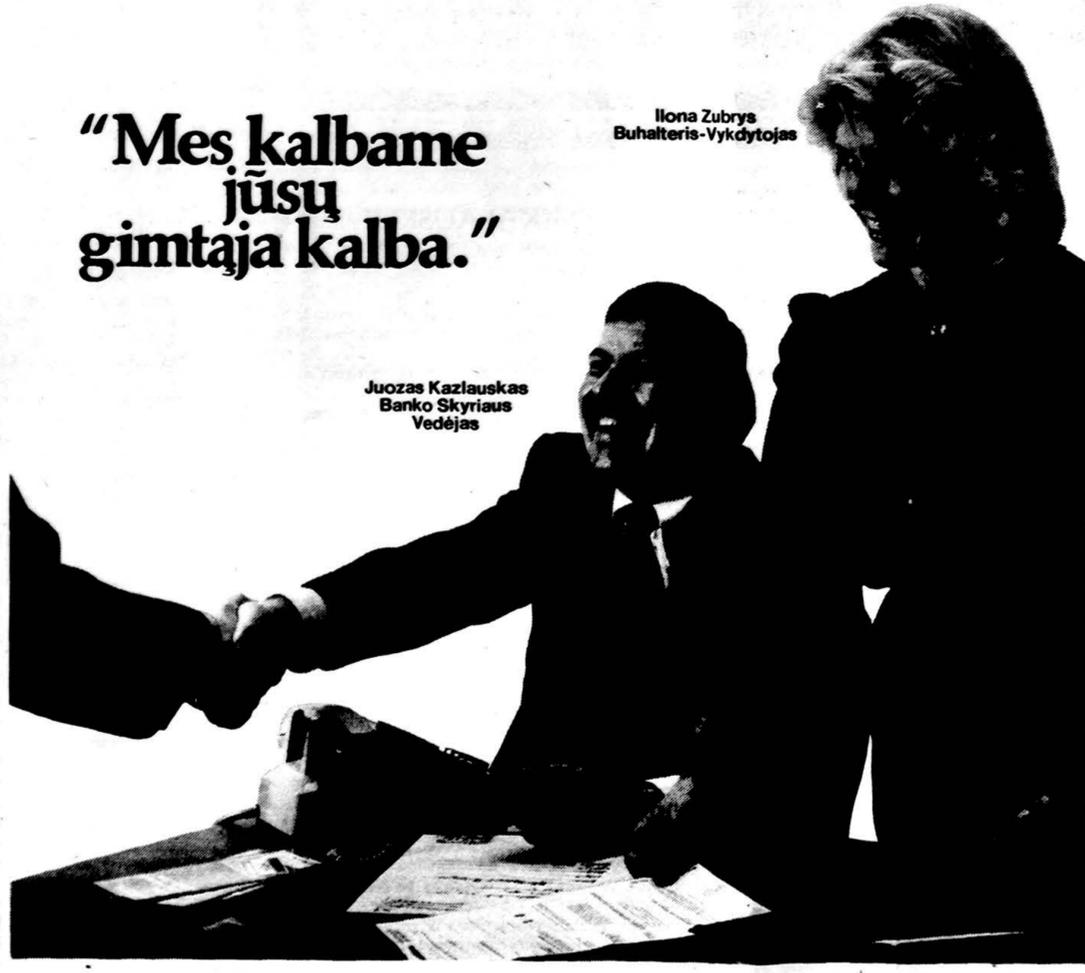 “Mes kalbame
jūsų
gimtąja kalba.”
Ilona Zubrys
Buhalteris-Vykdytojas
Juozas Kazlauskas
Banko Skyriaus
Vedėjas